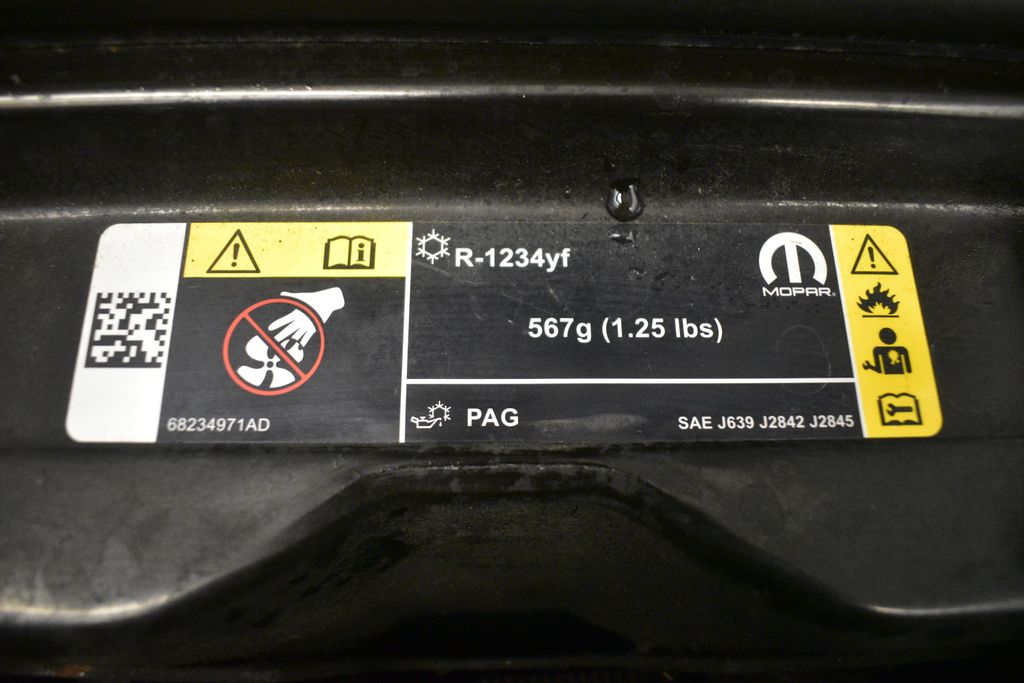 R-1234yf
MOPAR®
567g (1.25 lbs)
68234971AD
PAG
SAE J639 J2842 J2845